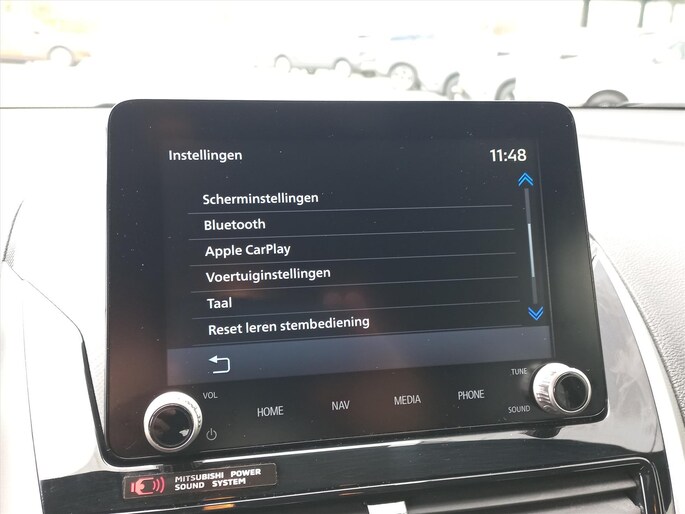 Instellingen 11:48
Scherminstellingen
Bluetooth
Apple CarPlay
Voertuiginstellingen
Taal
Reset leren stembediening
VOL
HOME NAV MEDIA PHONE
TUNE
SOUND
MITSUBISHI POWER
SOUND SYSTEM